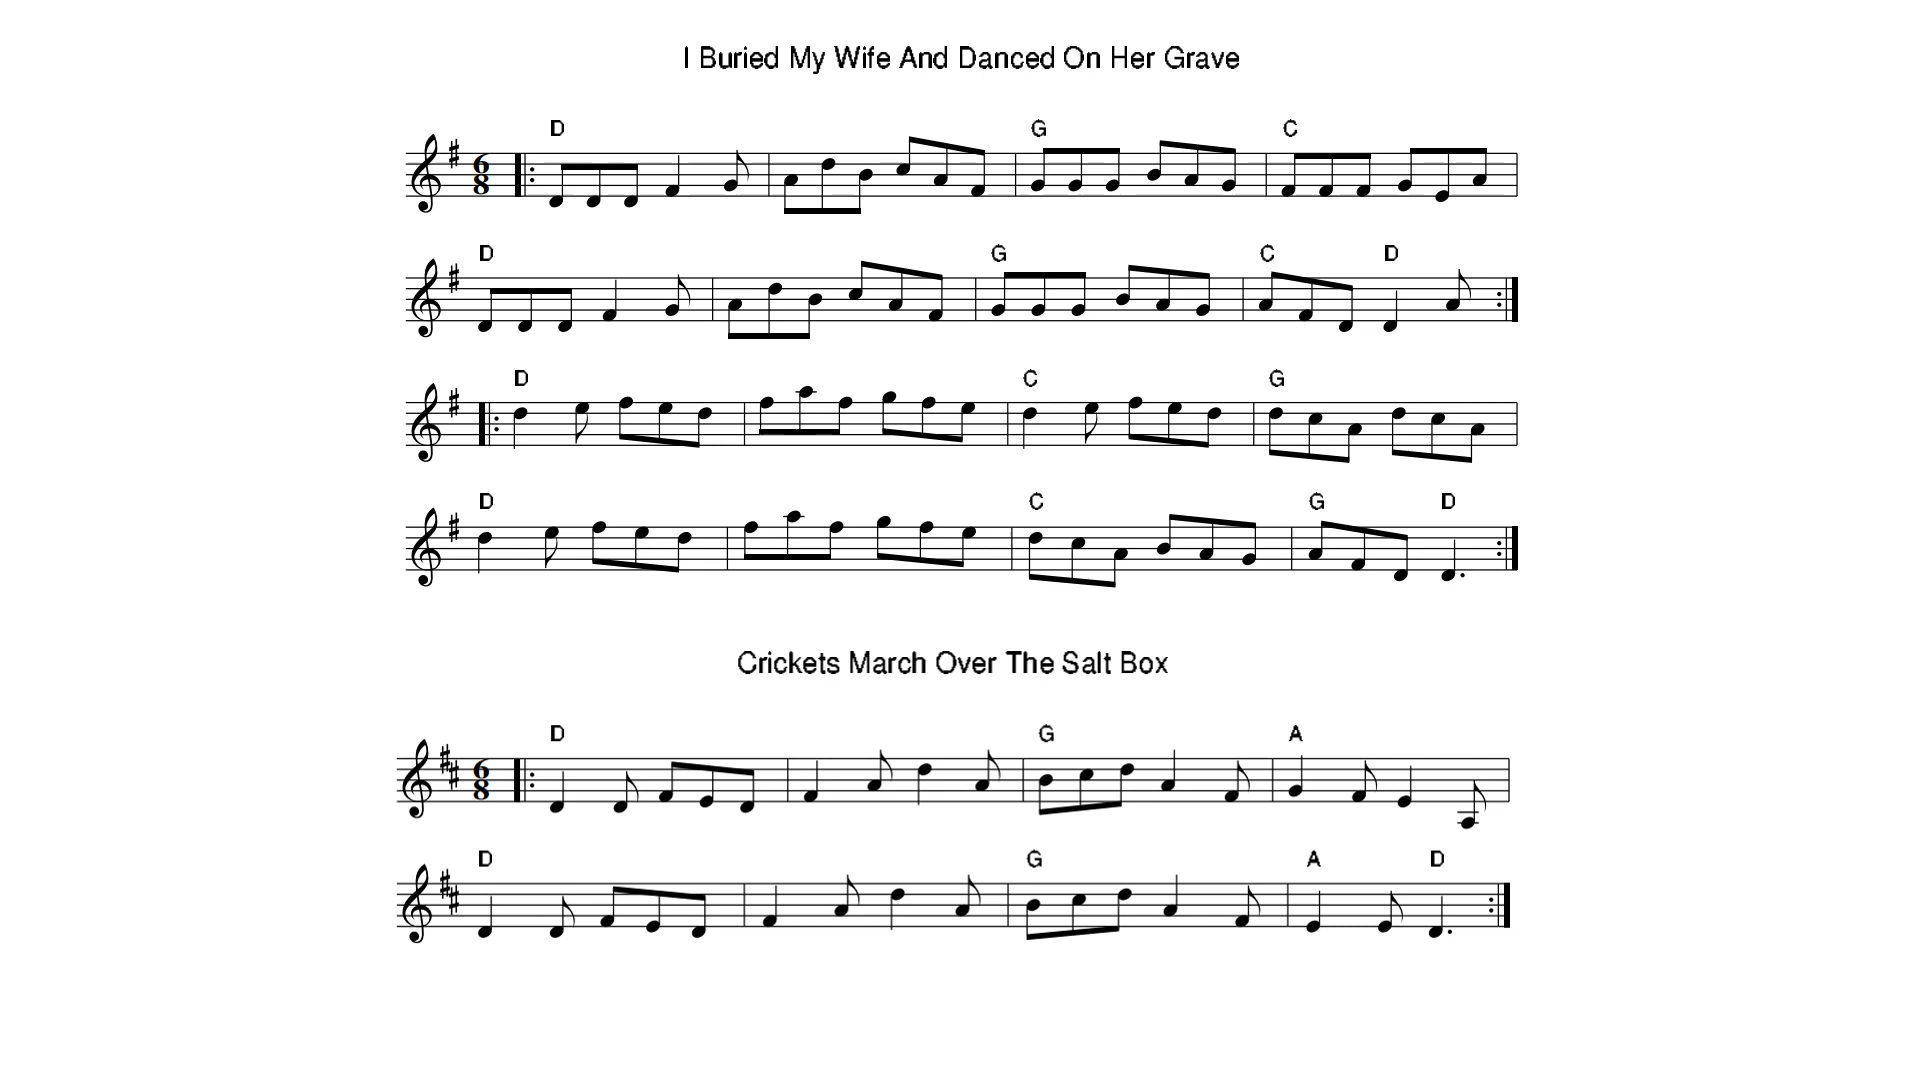 I Buried My Wife And Danced On Her Grave
D G C
6
8
D G C D
D C G
D C G D
Crickets March Over The Salt Box
D G A
6
8
D G A D